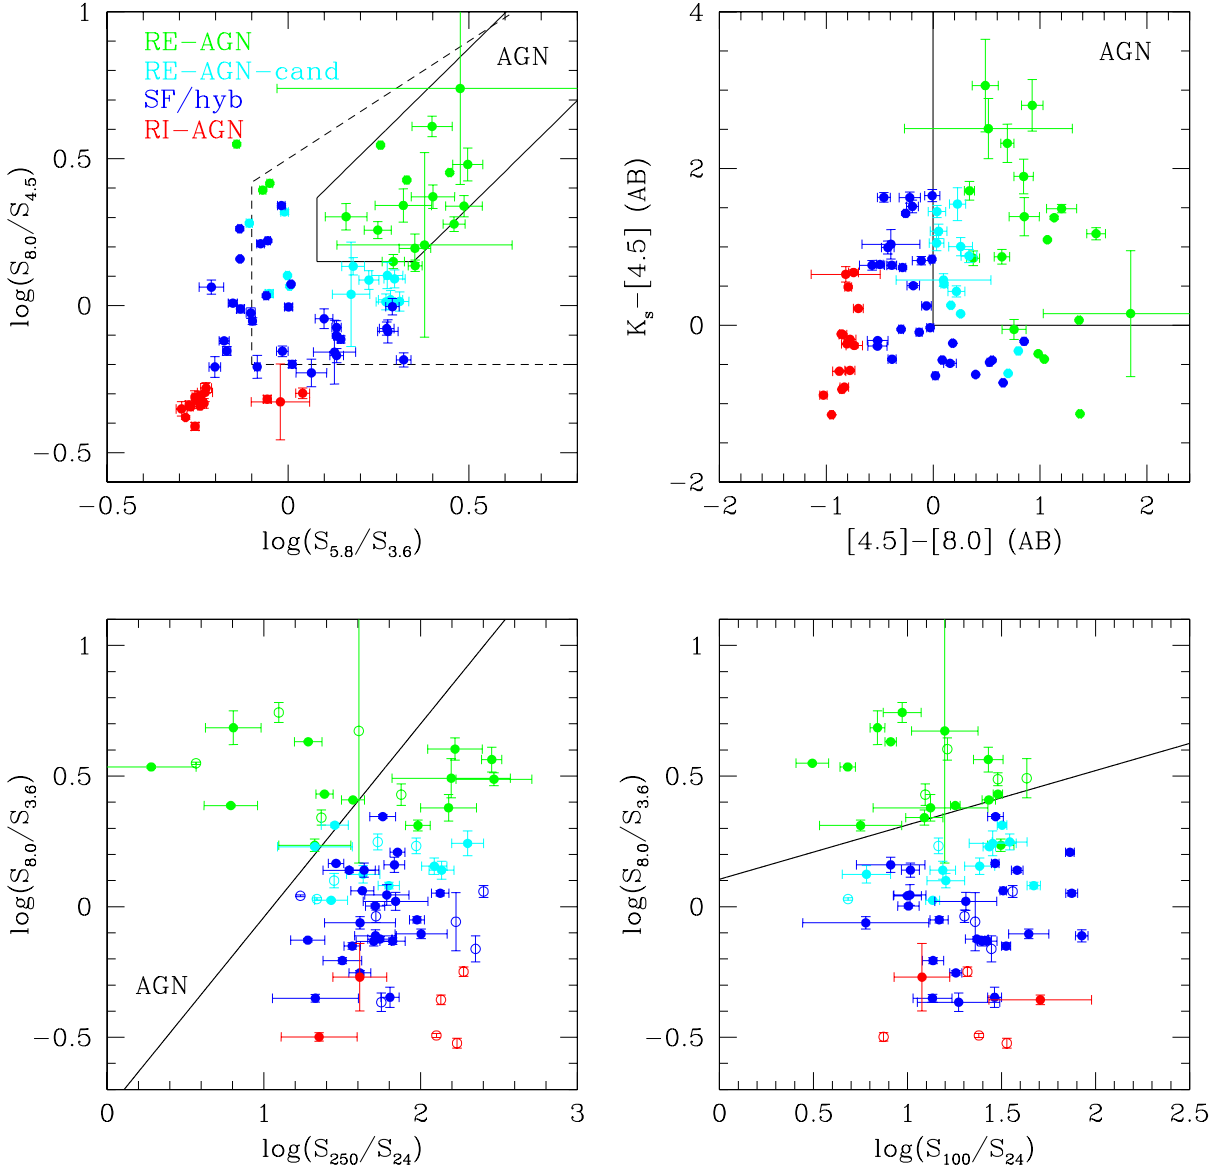 RE-AGN
RE-AGN-cand
SF/hyb
RI-AGN
AGN
1
0.5
0
-0.5
log(S8.0/S4.5)
-0.5
0
0.5
log(S5.8/S3.6)
AGN
4
2
0
-2
Ks-[4.5] (AB)
-2
-1
0
1
2
[4.5]-[8.0] (AB)
1
0.5
0
-0.5
log(S8.0/S3.6)
AGN
0
1
2
3
log(S250/S24)
1
0.5
0
-0.5
log(S8.0/S3.6)
0
0.5
1
1.5
2
2.5
log(S100/S24)